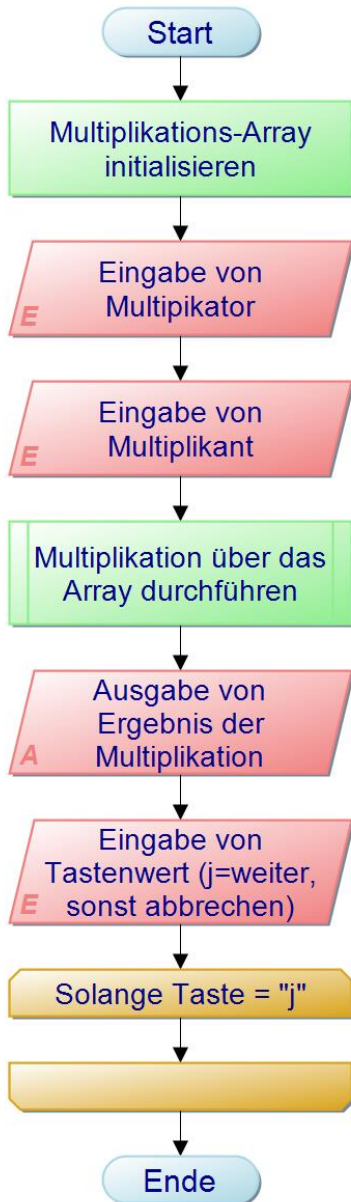 Start
Multiplikations-Array
initialisieren
Eingabe von
Multipikator
E
Eingabe von
Multiplikant
E
Multiplikation über das
Array durchführen
Ausgabe von
Ergebnis der
A Multiplikation
Eingabe von
Tastenwert (j=weiter,
E sonst abbrechen)
Solange Taste = "j"
Ende